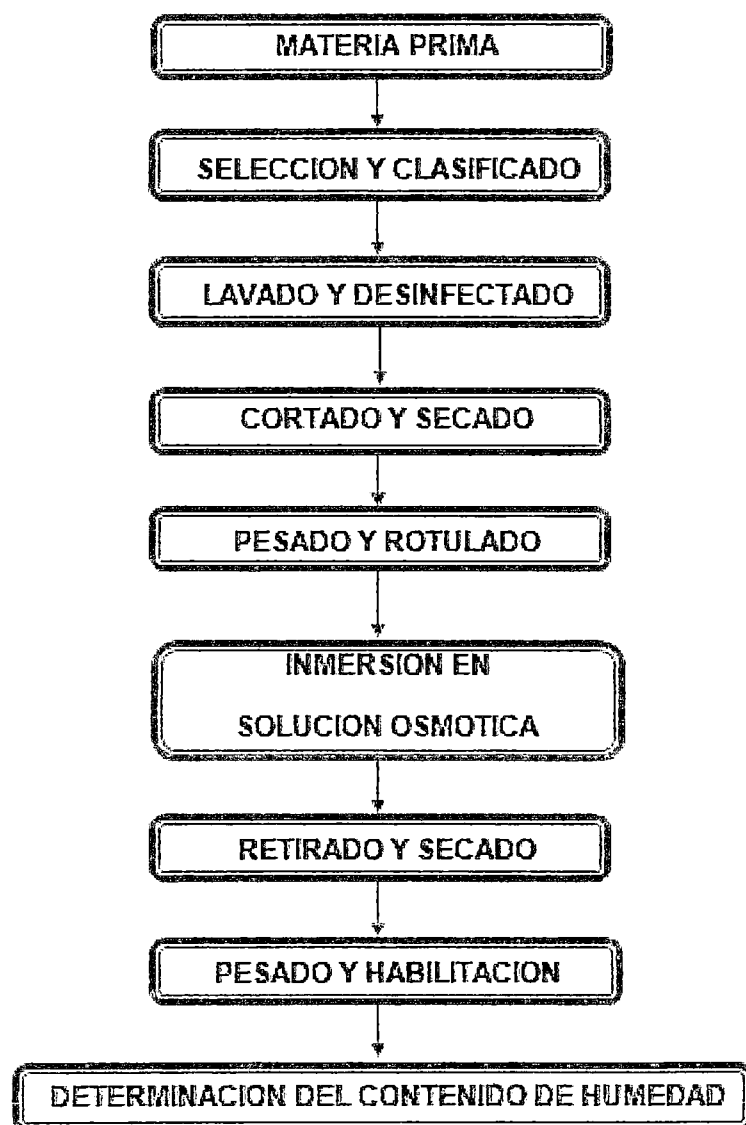 MATERIA PRIMA
SELECCION Y CLASIFICADO
LAVADO Y DESINFECTADO
CORTADO Y SECADO
PESADO Y ROTULADO
INMERSION EN
SOLUCION OSMOTICA
RETIRADO Y SECADO
PESADO Y HABILITACION
DETERMINACION DEL CONTENIDO DE HUMEDAD